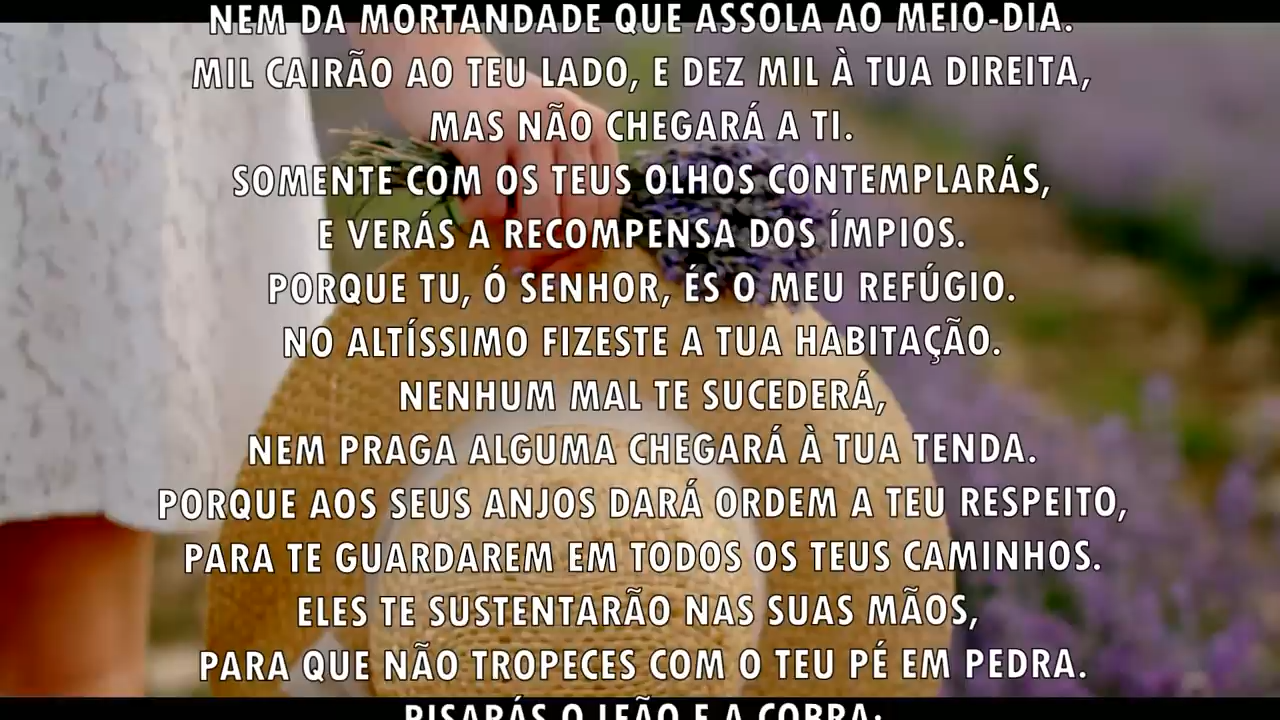 NEM DA MORTANDADE QUE ASSOLA AO MEIO-DIA.
MIL CAIRÃO AO TEU LADO, E DEZ MIL À TUA DIREITA,
MAS NÃO CHEGARÁ A TI.
SOMENTE COM OS TEUS OLHOS CONTEMPLARÁS,
E VERÁS A RECOMPENSA DOS ÍMPIOS.
PORQUE TU, Ó SENHOR, ÉS O MEU REFÚGIO.
NO ALTÍSSIMO FIZESTE A TUA HABITAÇÃO.
NENHUM MAL TE SUCEDERÁ,
NEM PRAGA ALGUMA CHEGARÁ À TUA TENDA.
PORQUE AOS SEUS ANJOS DARÁ ORDEM A TEU RESPEITO,
PARA TE GUARDAREM EM TODOS OS TEUS CAMINHOS.
ELES TE SUSTENTARÃO NAS SUAS MÃOS,
PARA QUE NÃO TROPECES COM O TEU PÉ EM PEDRA.
PISARÁS O LEÃO E A COBRA;